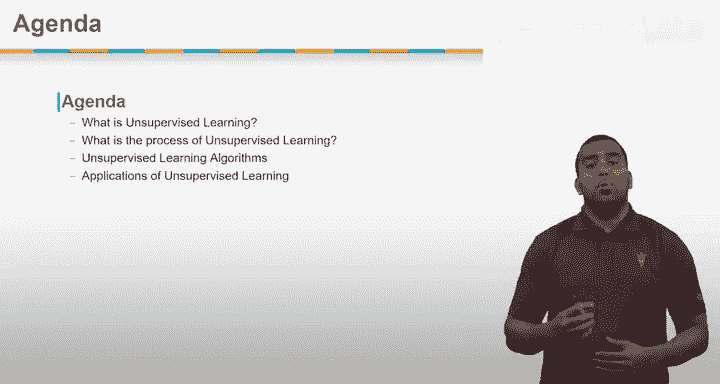 Agenda
Agenda
– What is Unsupervised Learning?
– What is the process of Unsupervised Learning?
– Unsupervised Learning Algorithms
– Applications of Unsupervised Learning